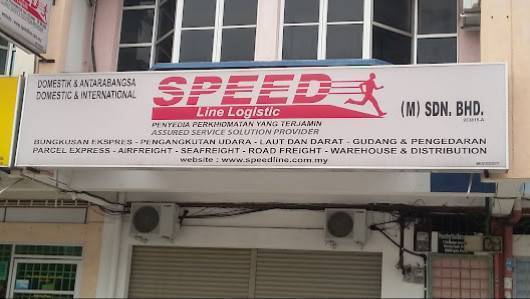 DOMESTIK & ANTARABANGSA
DOMESTIC & INTERNATIONAL
SPEED
Line Logistic
(M) SDN. BHD.
PENYEDIA PERKHIDMATAN YANG TERJAMIN
ASSURED SERVICE SOLUTION PROVIDER
BUNGKUSAN EKSPRES - PENGANGKUTAN UDARA - LAUT DAN DARAT - GUDANG & PENGEDARAN
PARCEL EXPRESS - AIRFREIGHT - SEAFREIGHT - ROAD FREIGHT - WAREHOUSE & DISTRIBUTION
website : www.speedline.com.my